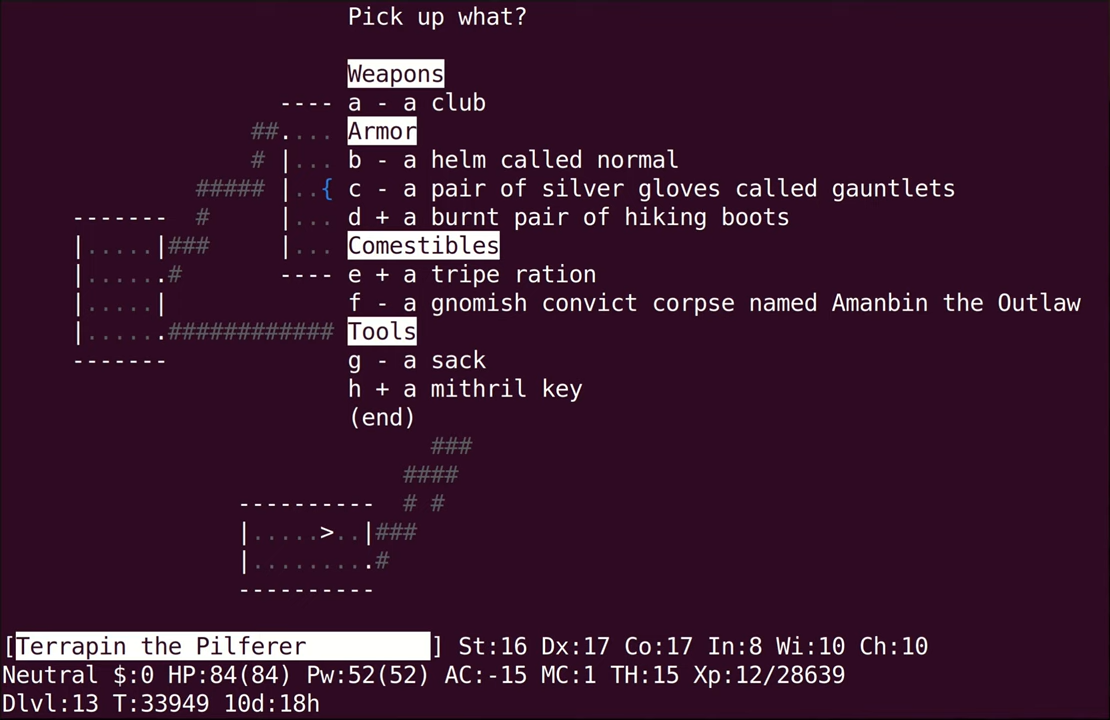 Pick up what?
Weapons
---- a - a club
##.... Armor
# |... b - a helm called normal
##### |..{ c - a pair of silver gloves called gauntlets
------- # |... d + a burnt pair of hiking boots
|.....|### |... Comestibles
|......# ---- e + a tripe ration
|.....| f - a gnomish convict corpse named Amanbin the Outlaw
|......############ Tools
------- g - a sack
h + a mithril key
(end)
###
####
---------- # #
|.....>..|###
|.........#
----------
[Terrapin the Pilferer ] St:16 Dx:17 Co:17 In:8 Wi:10 Ch:10
Neutral $:0 HP:84(84) Pw:52(52) AC:-15 MC:1 TH:15 Xp:12/28639
Dlvl:13 T:33949 10d:18h